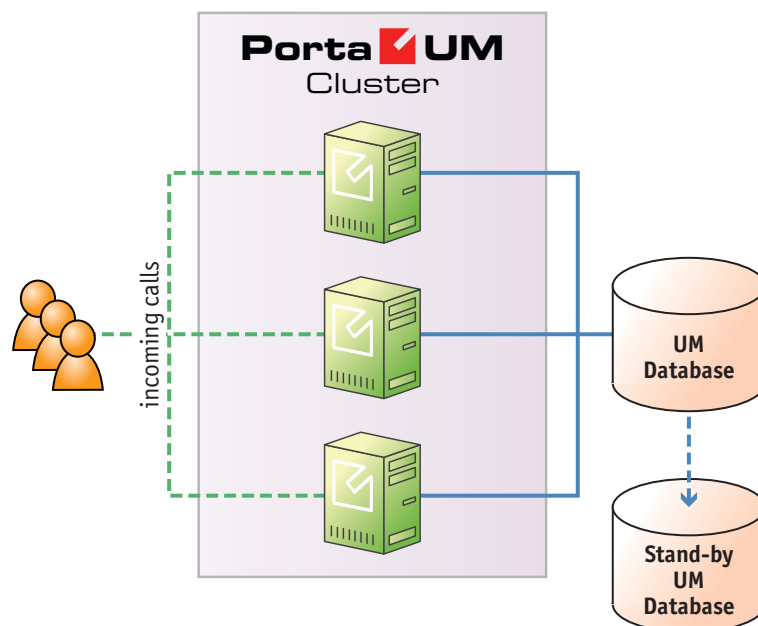 Porta UM
Cluster
incoming calls
UM
Database
Stand-by
UM
Database